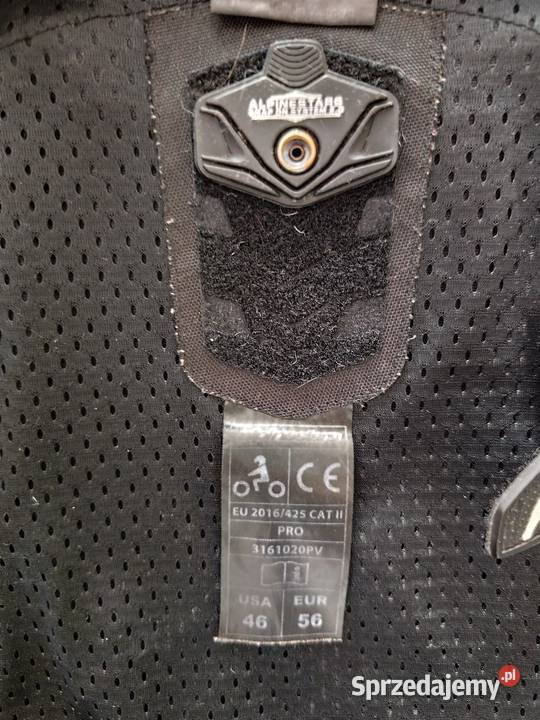 ALPINESTARS
CE
EU 2016/425 CAT II
PRO
3161020PV
USA EUR
46 56
Sprzedajemy.pl